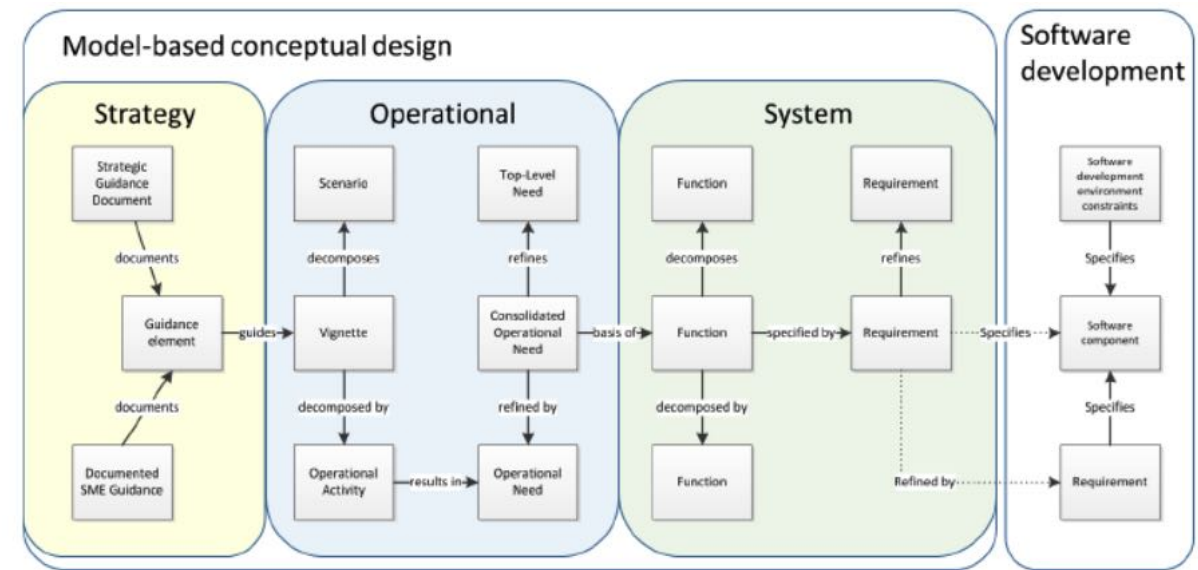 Model-based conceptual design
Software
development
Strategy
Operational
System
Strategic
Guidance
Document
Scenario
Top-Level
Need
Function
Requirement
Software
development
environment
constraints
documents
decomposes
refines
decomposes
refines
Specifies
Guidance
element
guides
Vignette
Consolidated
Operational
Need
basis of
Function
specified by
Requirement
Specifies
Software
component
documents
decomposed by
refined by
decomposed by
Specifies
Documented
SME Guidance
Operational
Activity
results in
Operational
Need
Function
Refined by
Requirement